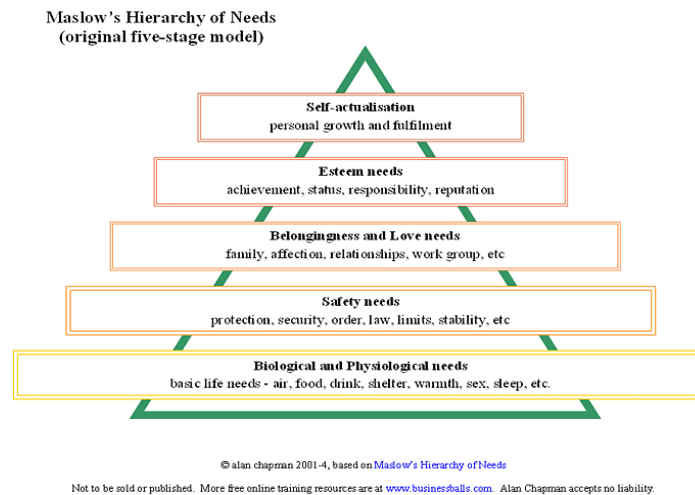 Maslow's Hierarchy of Needs
(original five-stage model)
Self-actualisation
personal growth and fulfilment
Esteem needs
achievement, status, responsibility, reputation
Belongingness and Love needs
family, affection, relationships, work group, etc
Safety needs
protection, security, order, law, limits, stability, etc
Biological and Physiological needs
basic life needs - air, food, drink, shelter, warmth, sex, sleep, etc.
© alan chapman 2001-4, based on Maslow's Hierarchy of Needs
Not to be sold or published. More free online training resources are at www.businessballs.com. Alan Chapman accepts no liability.